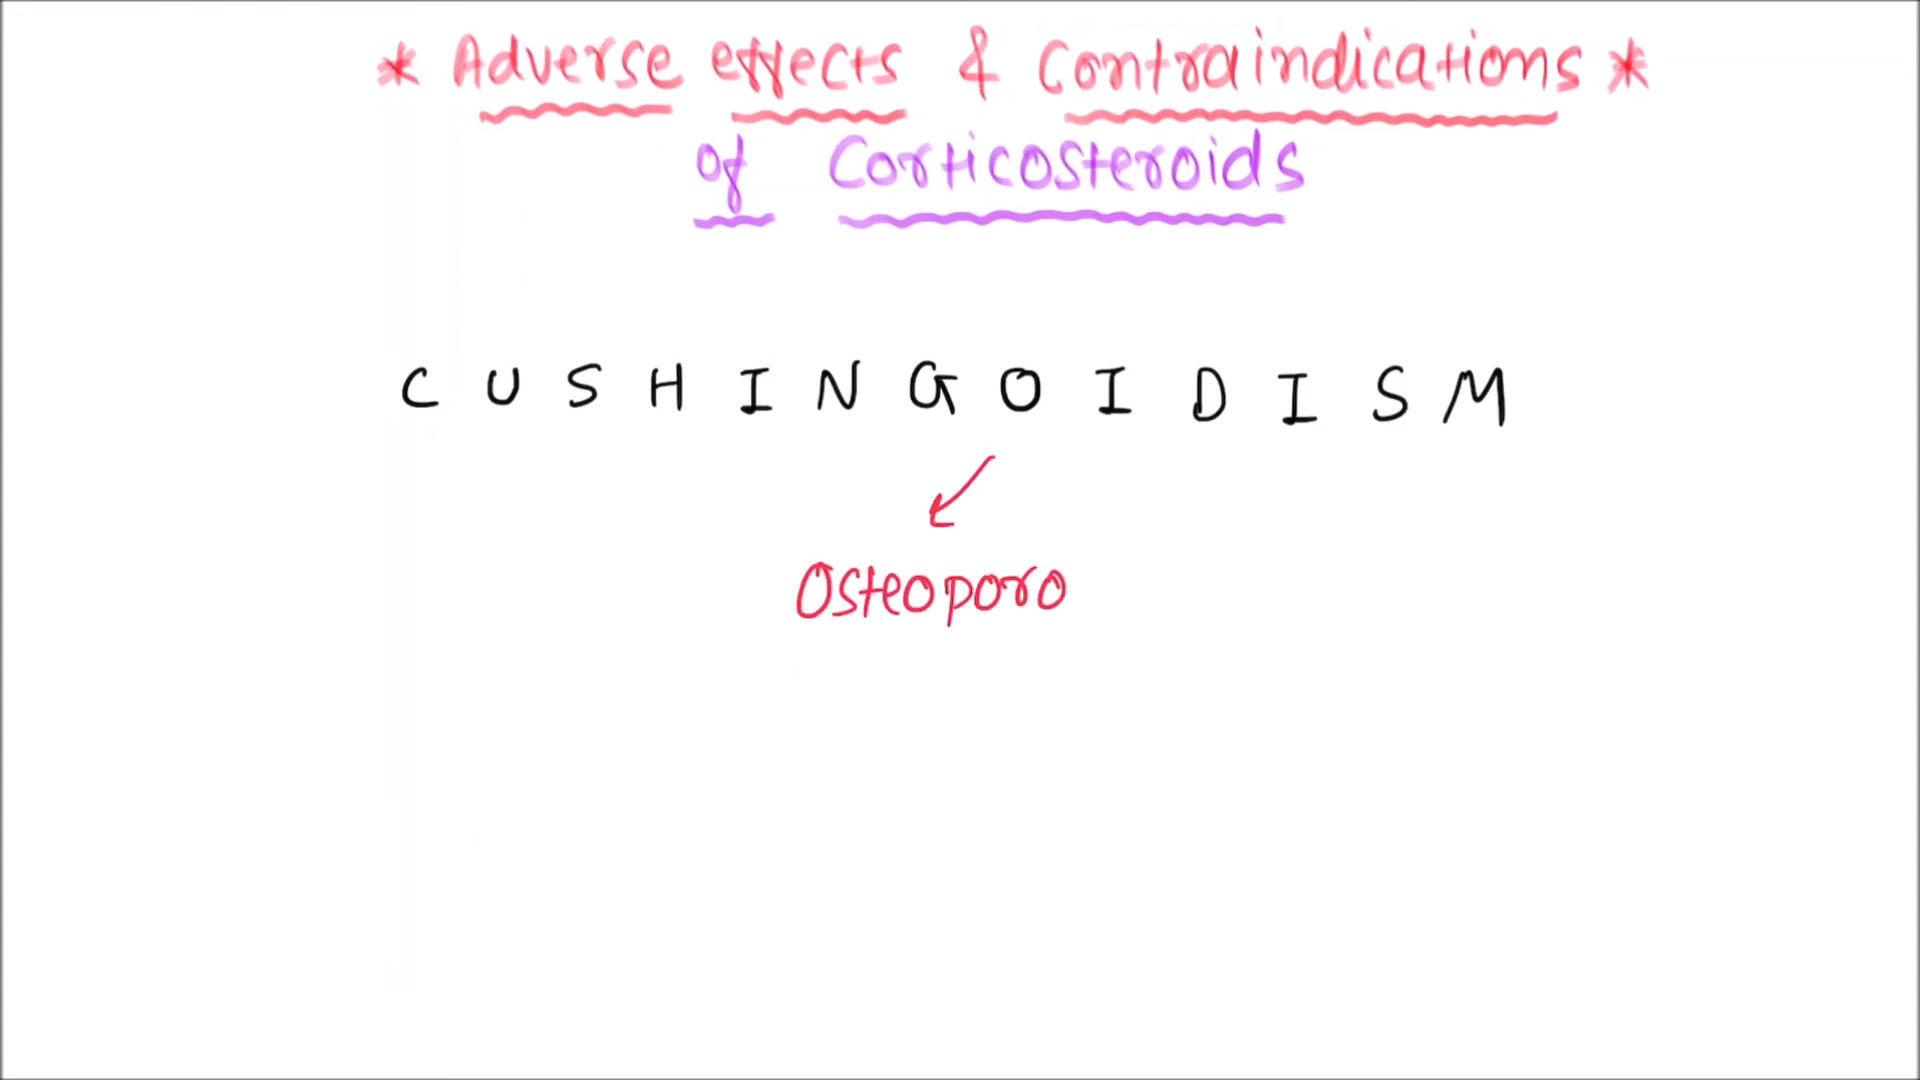 * Adverse effects & Contraindications *
of Corticosteroids
C U S H I N G O I D I S M
Osteoporo